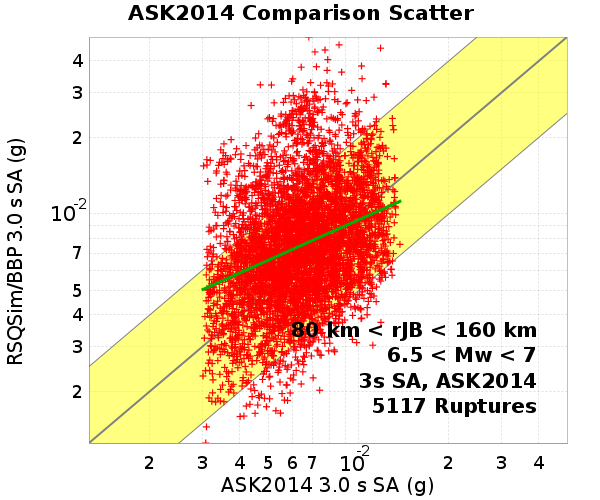 ASK2014 Comparison Scatter
RSQSim/BBP 3.0 s SA (g)
4
3
2
10-2
7
5
4
3
2
80 km < rJB < 160 km
6.5 < Mw < 7
3s SA, ASK2014
5117 Ruptures
2 3 4 5 6 7 10-2 2 3 4
ASK2014 3.0 s SA (g)